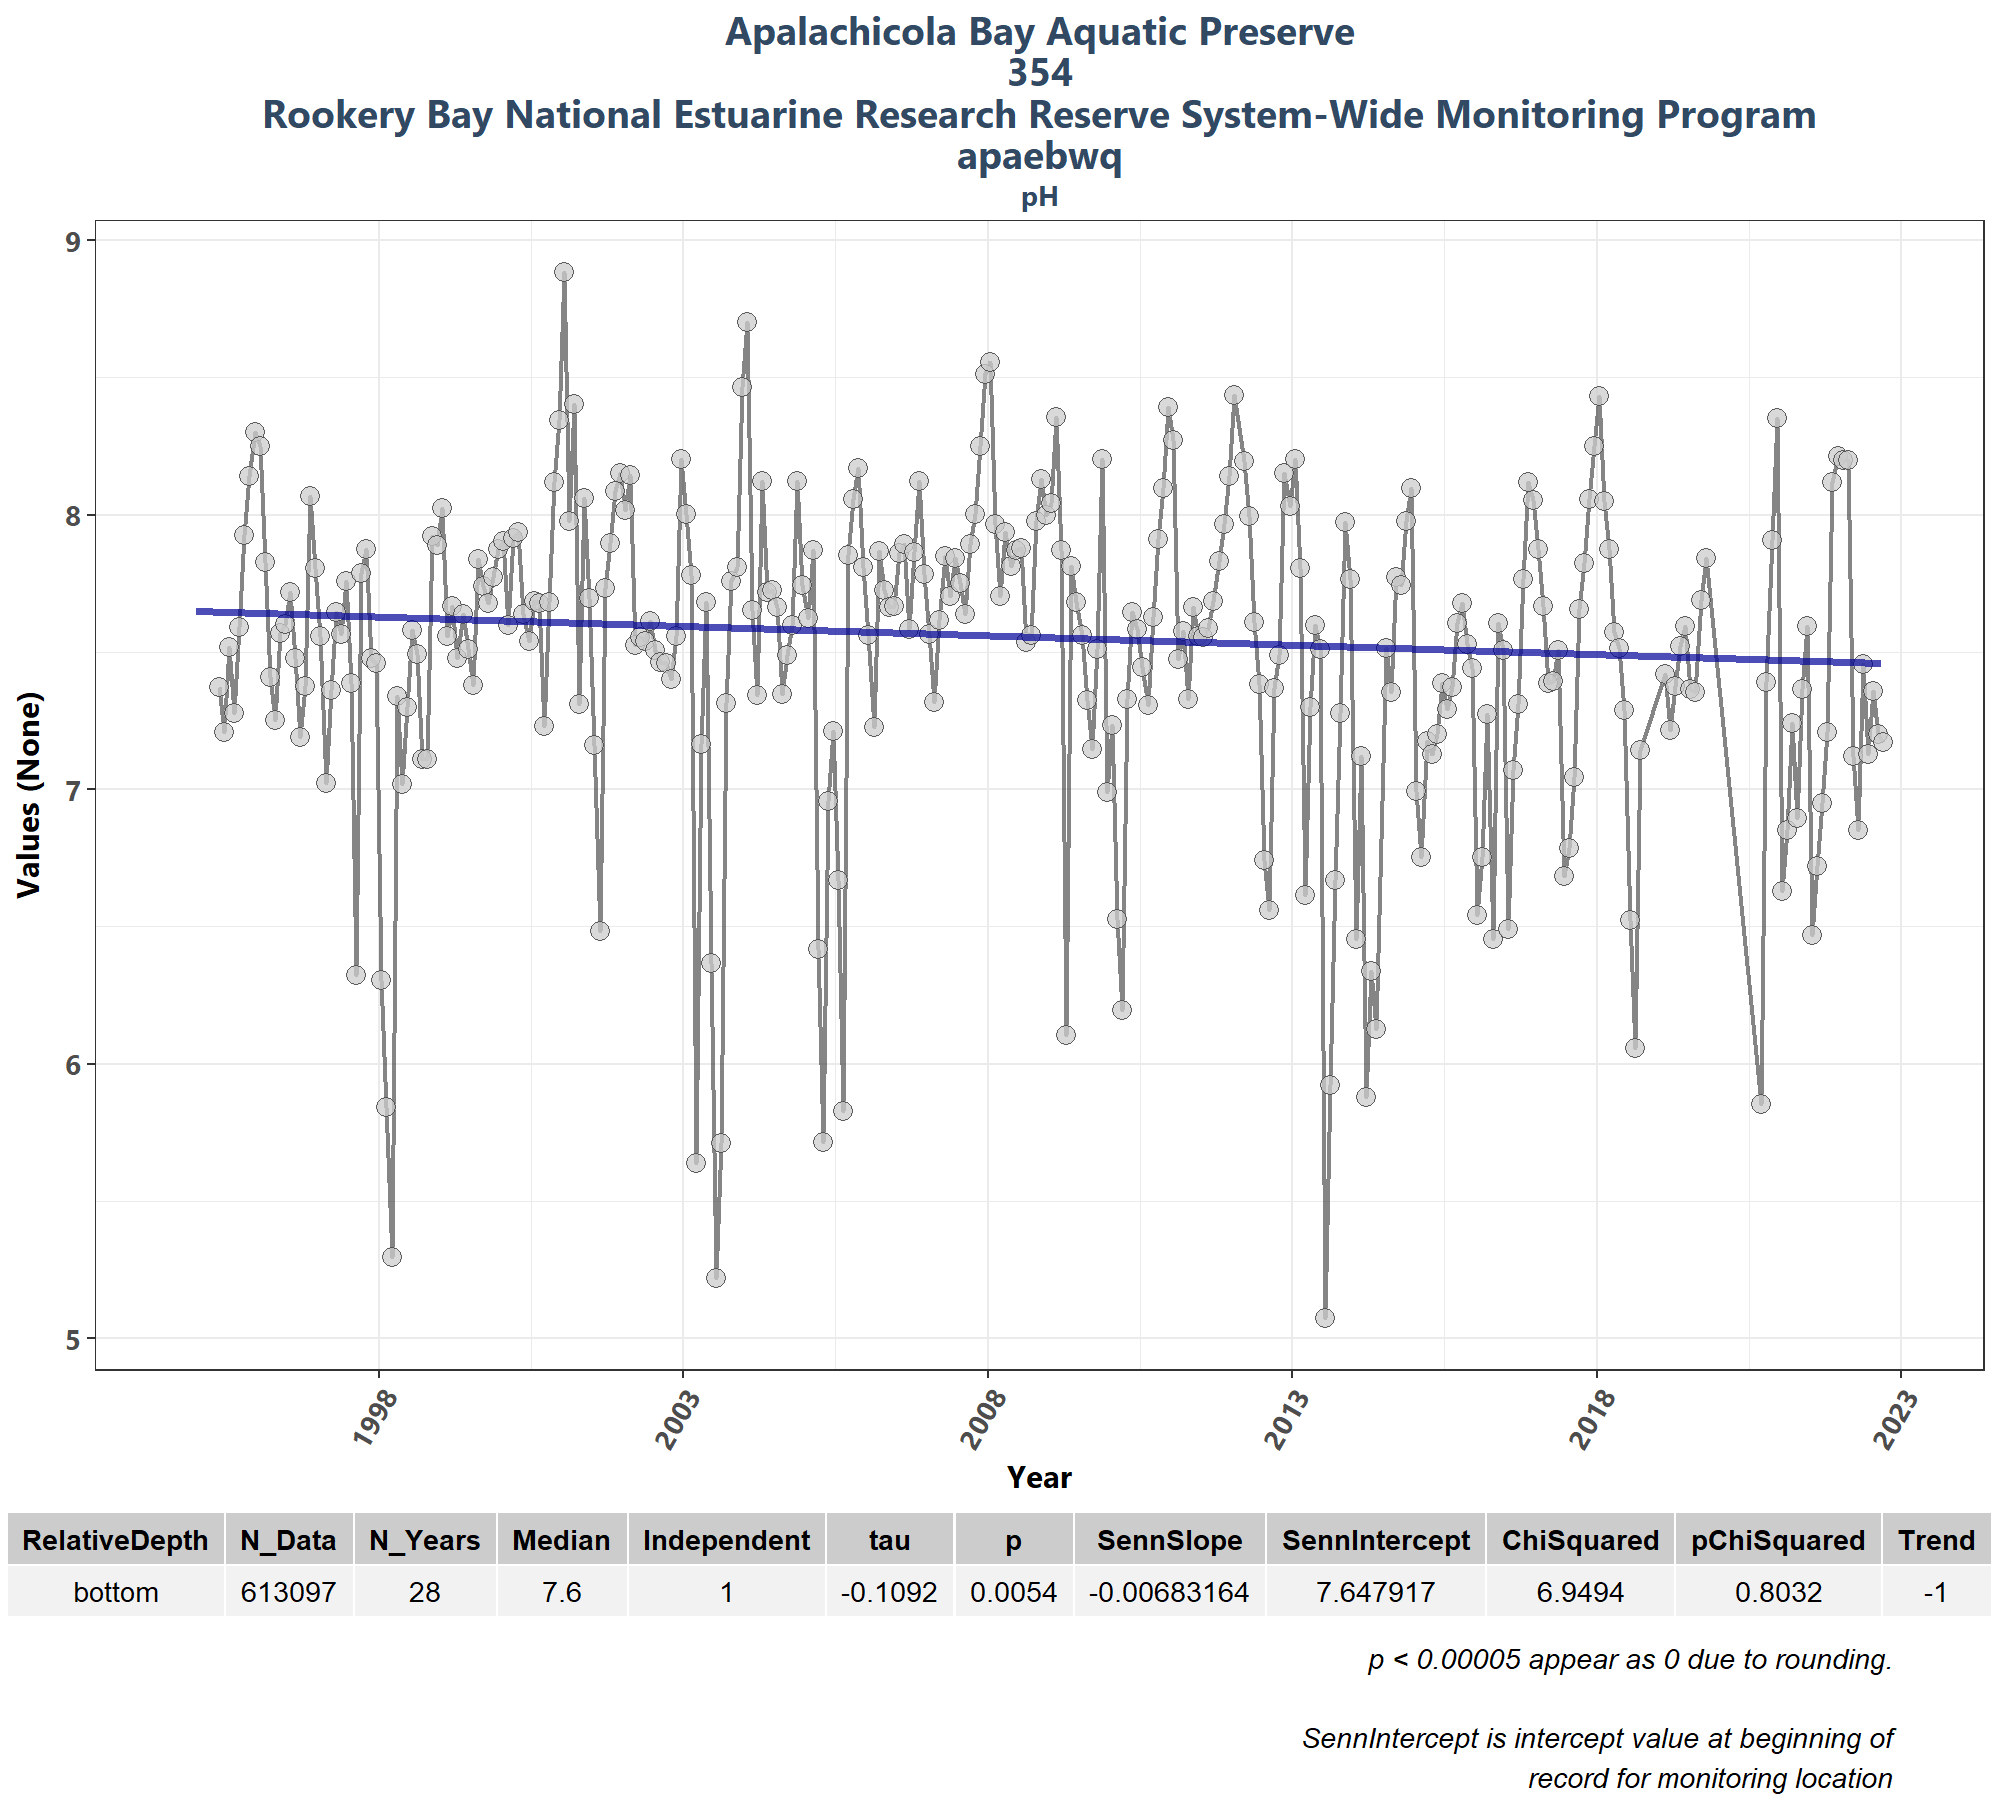 Apalachicola Bay Aquatic Preserve
354
Rookery Bay National Estuarine Research Reserve System-Wide Monitoring Program
apaebwq
pH
9
8
7
6
5
Values (None)
1998 2003 2008 2013 2018 2023
Year
RelativeDepth N_Data N_Years Median Independent tau p SennSlope SennIntercept ChiSquared pChiSquared Trend
bottom 613097 28 7.6 1 -0.1092 0.0054 -0.00683164 7.647917 6.9494 0.8032 -1
p < 0.00005 appear as 0 due to rounding.
SennIntercept is intercept value at beginning of
record for monitoring location